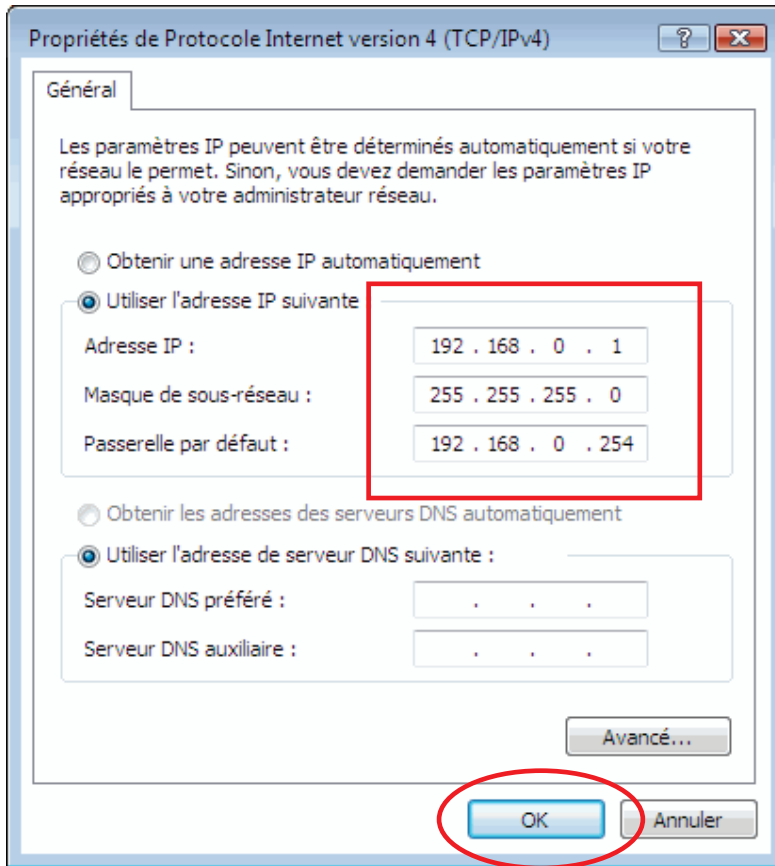 Propriétés de Protocole Internet version 4 (TCP/IPv4)
Général
Les paramètres IP peuvent être déterminés automatiquement si votre
réseau le permet. Sinon, vous devez demander les paramètres IP
appropriés à votre administrateur réseau.
Obtenir une adresse IP automatiquement
Utiliser l'adresse IP suivante :
Adresse IP : 192 . 168 . 0 . 1
Masque de sous-réseau : 255 . 255 . 255 . 0
Passerelle par défaut : 192 . 168 . 0 . 254
Obtenir les adresses des serveurs DNS automatiquement
Utiliser l'adresse de serveur DNS suivante :
Serveur DNS préféré : . . .
Serveur DNS auxiliaire : . . .
Avancé...
OK Annuler